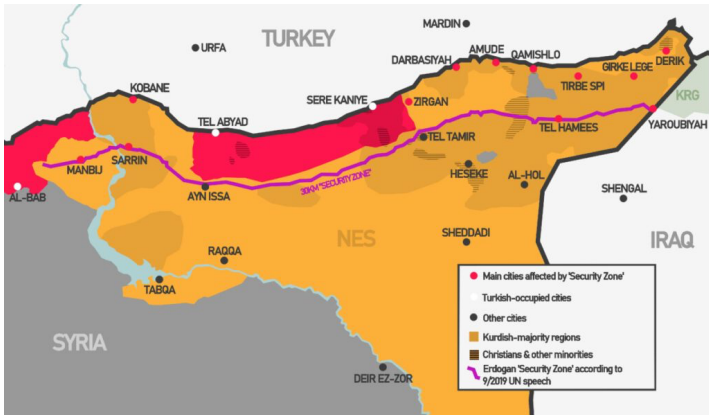 MARDIN
URFA
TURKEY
AMUDE
QAMISHLO
DARBASIYAH
DERIK
GIRKE LEGE
KOBANE
TIRBE SPI
SERE KANIYE
ZIRGAN
KRG
TEL ABYAD
TEL HAMEES
YAROUBIYAH
TEL TAMIR
SARRIN
MANBIJ
HESEKE
AL-HOL
30KM "SECURITY ZONE"
AL-BAB
AYN ISSA
SHENGAL
SHEDDADI
NES
IRAQ
RAQQA
TABQA
SYRIA
DEIR EZ-ZOR
Main cities affected by 'Security Zone'
Turkish-occupied cities
Other cities
Kurdish-majority regions
Christians & other minorities
Erdogan 'Security Zone' according to
9/2019 UN speech